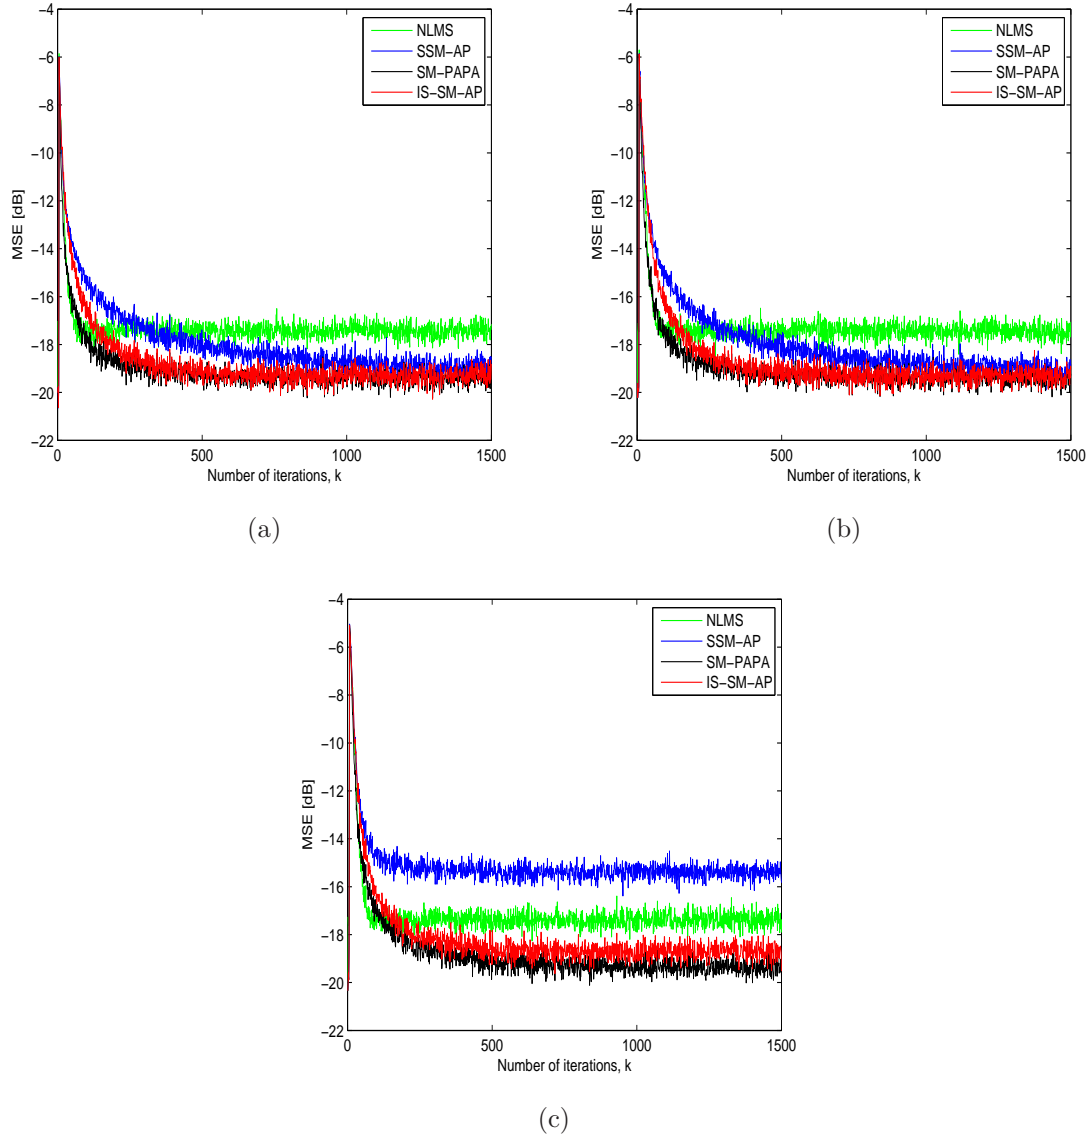 −4
−6
−8
−10
−12
−14
−16
−18
−20
−22
MSE [dB]
0
500
1000
1500
Number of iterations, k
NLMS
SSM−AP
SM−PAPA
IS−SM−AP
(a)
−4
−6
−8
−10
−12
−14
−16
−18
−20
−22
MSE [dB]
0
500
1000
1500
Number of iterations, k
NLMS
SSM−AP
SM−PAPA
IS−SM−AP
(b)
−4
−6
−8
−10
−12
−14
−16
−18
−20
−22
MSE [dB]
0
500
1000
1500
Number of iterations, k
NLMS
SSM−AP
SM−PAPA
IS−SM−AP
(c)